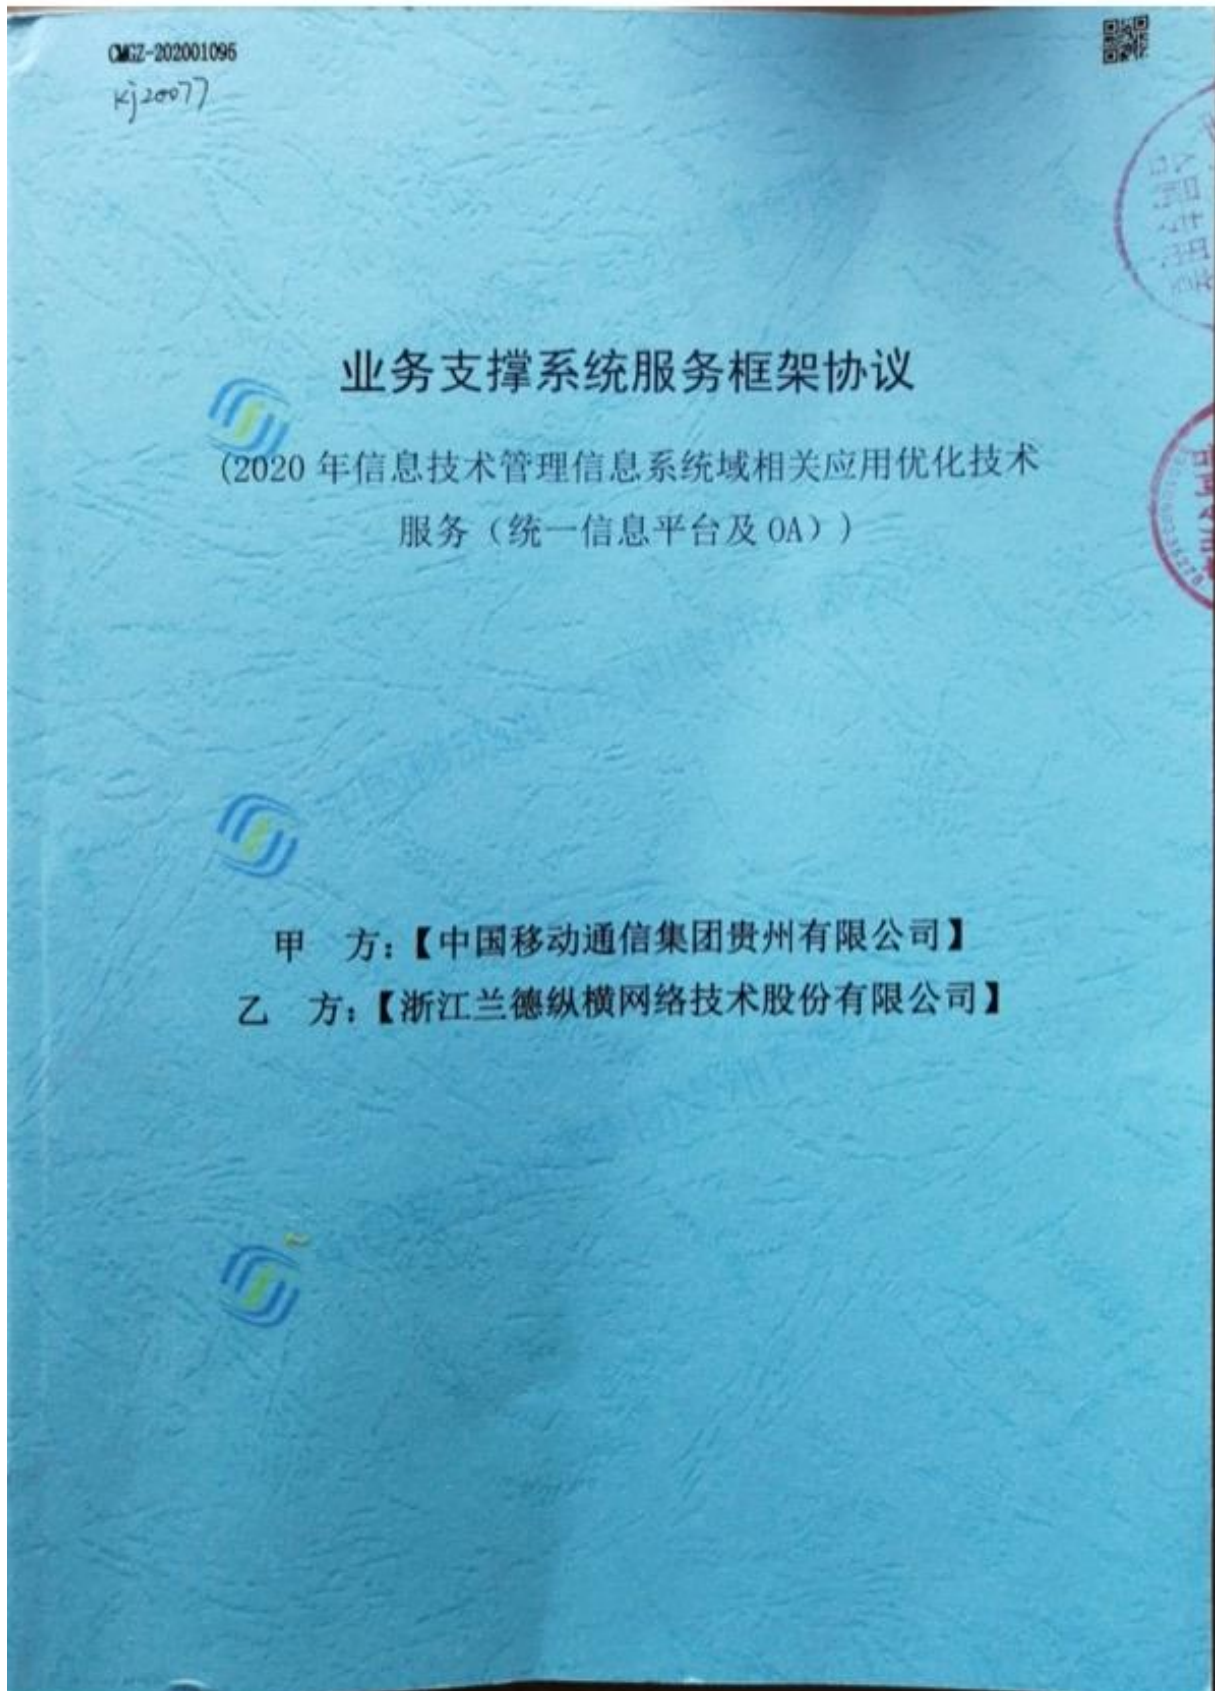 CMGZ-202001096
kj20077
业务支撑系统服务框架协议
(2020 年信息技术管理信息系统域相关应用优化技术
服务（统一信息平台及 OA）)
甲 方：【中国移动通信集团贵州有限公司】
乙 方：【浙江兰德纵横网络技术股份有限公司】